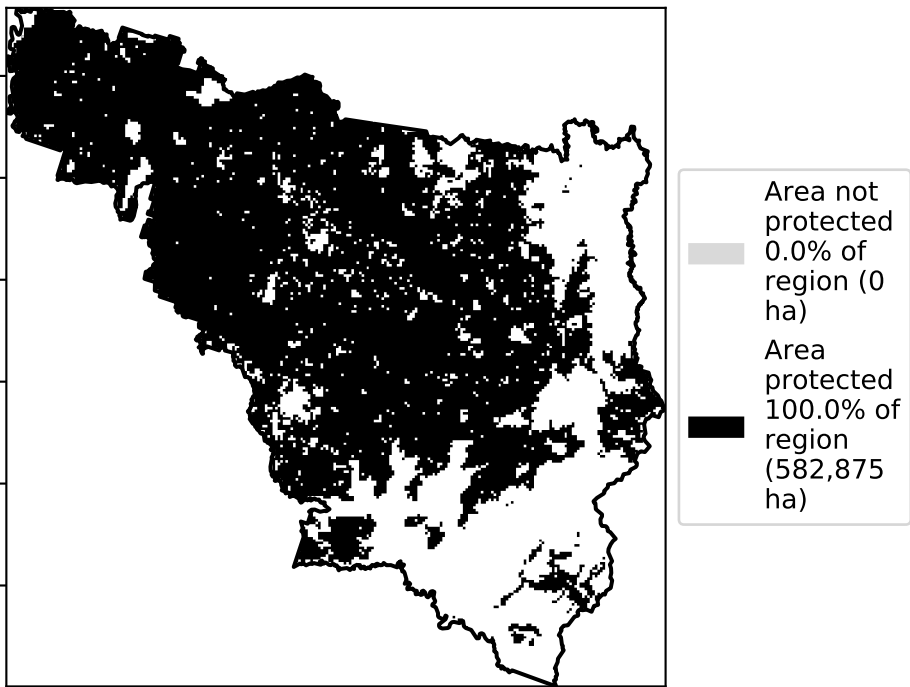 Area not
protected
0.0% of
region (0
ha)
Area
protected
100.0% of
region
(582,875
ha)